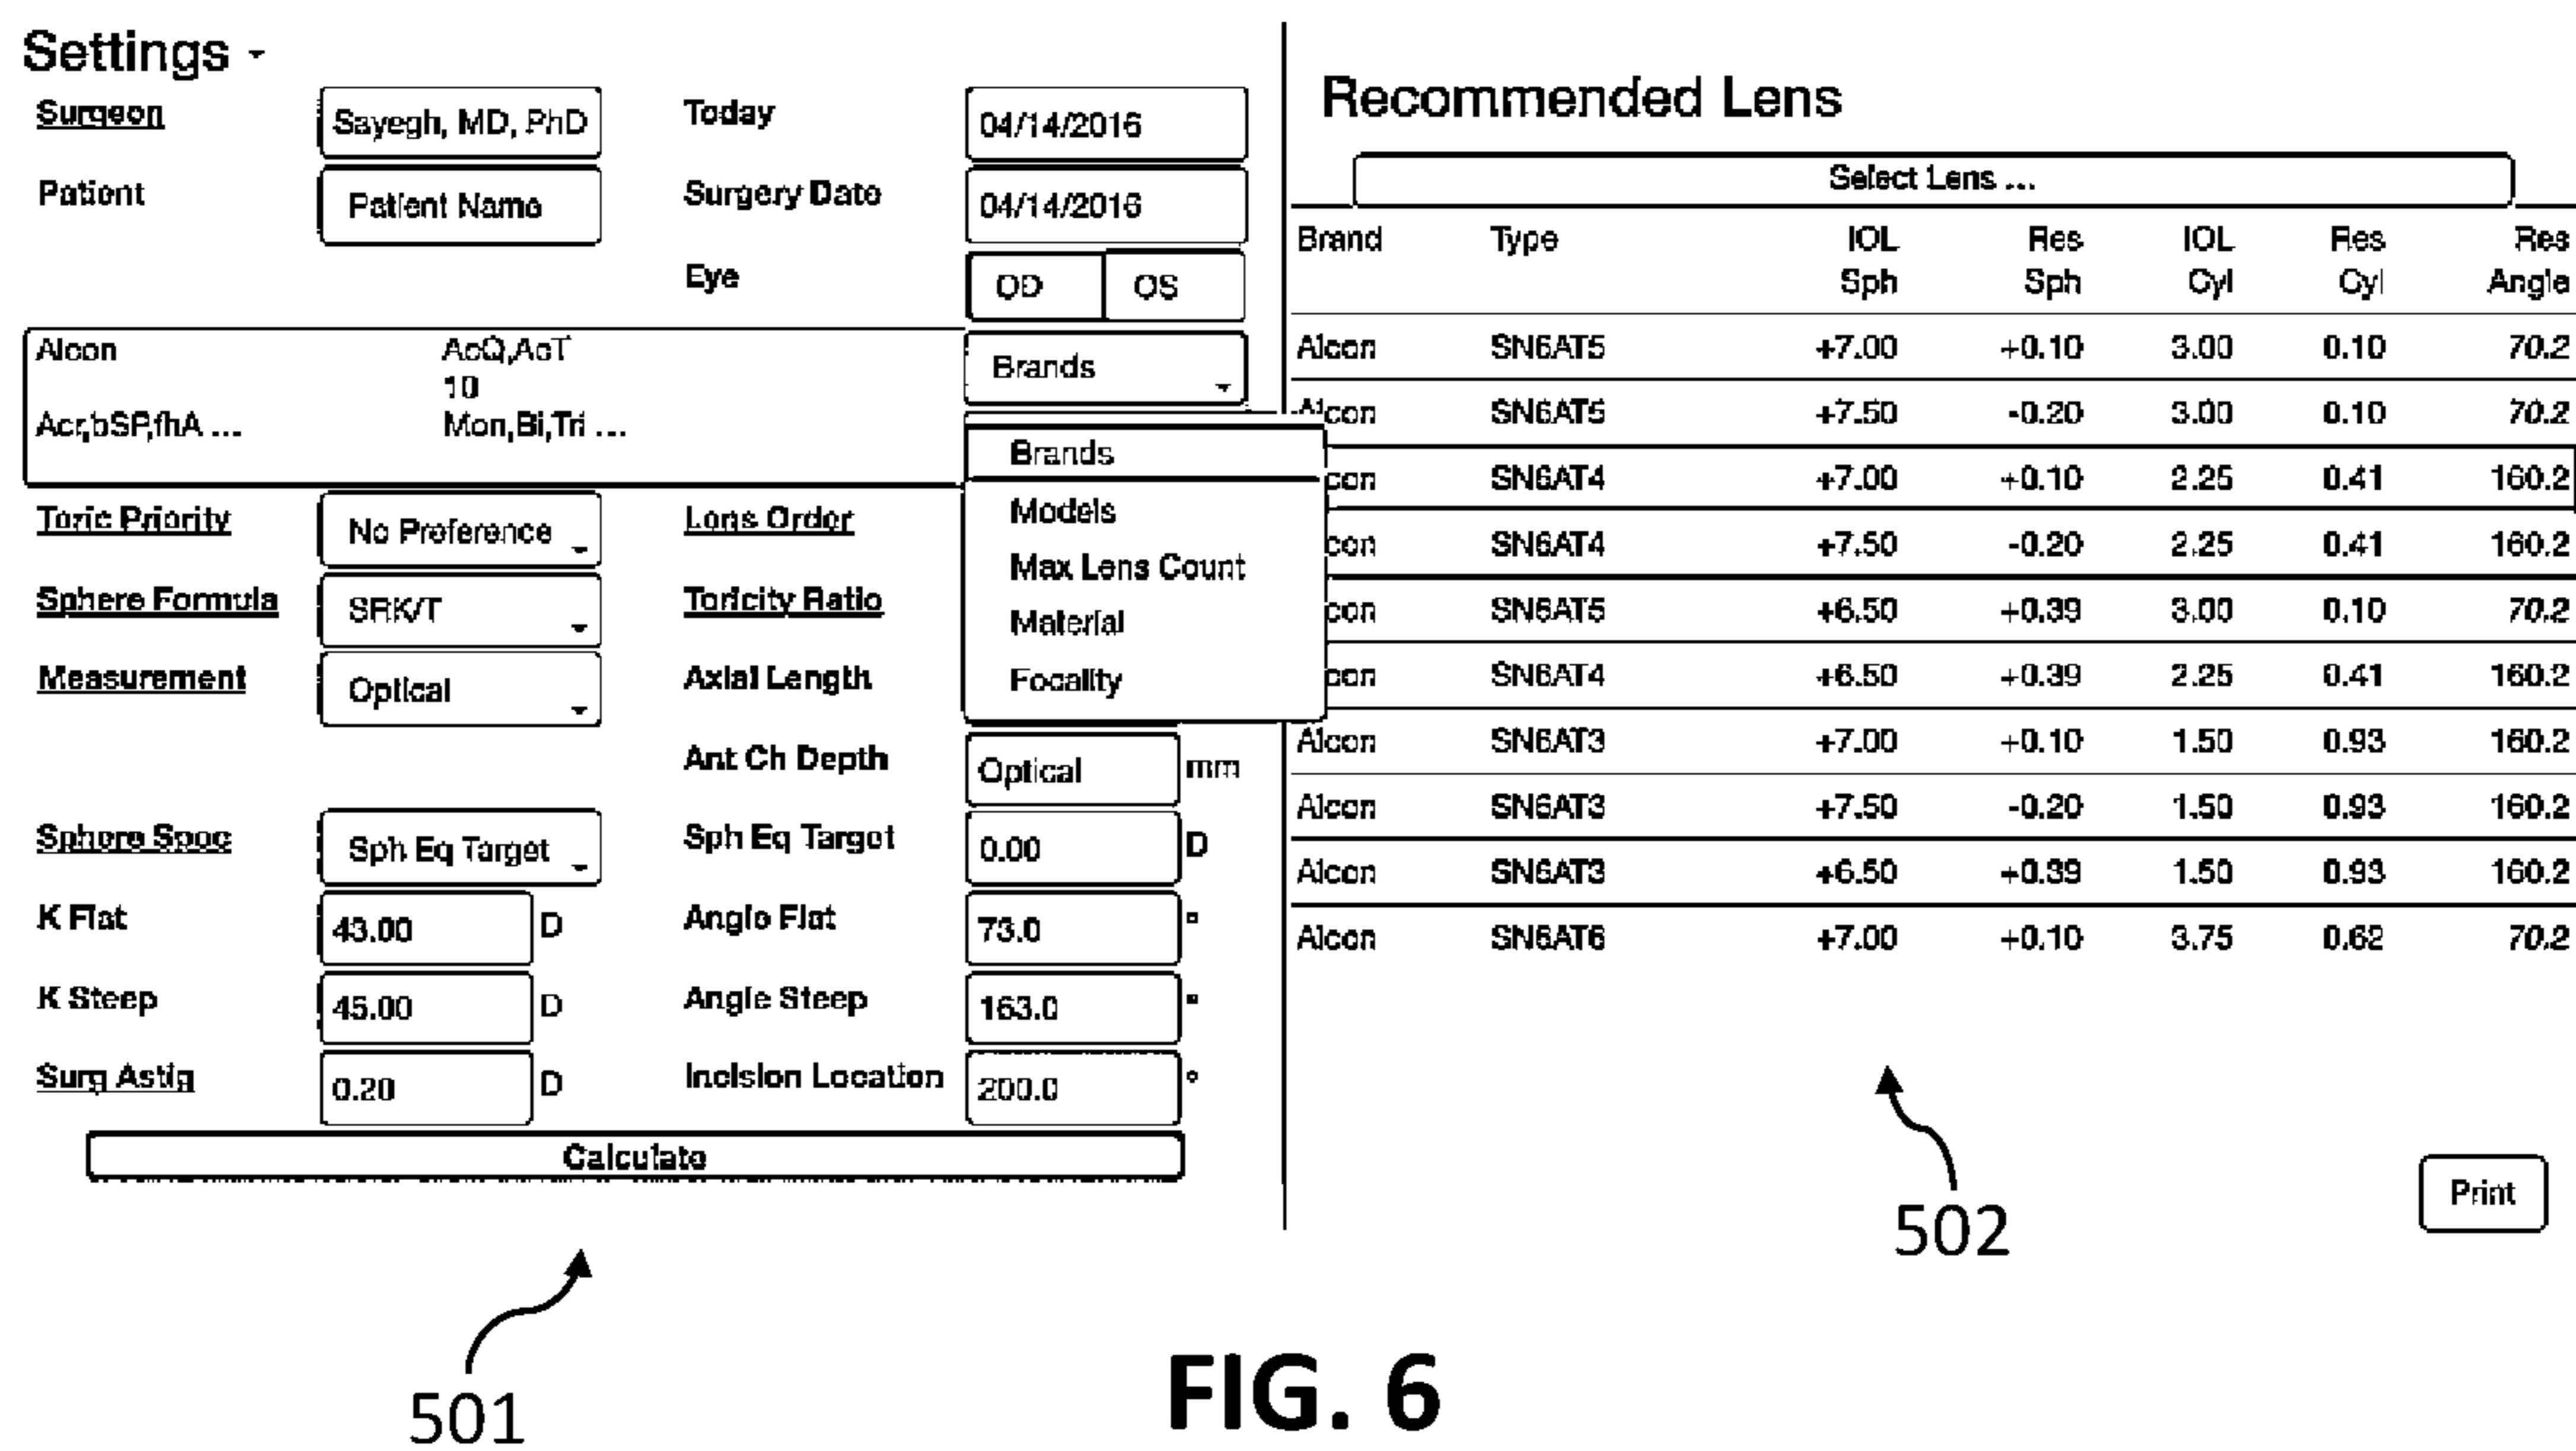 Settings -
Surgeon Sayegh, MD, PhD Today 04/14/2016
Patient Patient Name Surgery Date 04/14/2016
Eye OD OS
Alcon AcQ,AcT Brands
10
Acr,bSP,fhA ... Mon,Bi,Tri ...
Brands
Models
Max Lens Count
Material
Focality
Toric Priority No Preference Lens Order
Sphere Formula SRK/T Toricity Ratio
Measurement Optical Axial Length
Ant Ch Depth Optical mm
Sphere Spec Sph Eq Target Sph Eq Target 0.00 D
K Flat 43.00 D Angle Flat 73.0 °
K Steep 45.00 D Angle Steep 163.0 °
Surg Astig 0.20 D Incision Location 200.0 °
Calculate
501
Recommended Lens
Select Lens ...
Brand Type IOL Res IOL Res Res
Sph Sph Cyl Cyl Angle
Alcon SN6AT5 +7.00 +0.10 3.00 0.10 70.2
Alcon SN6AT5 +7.50 -0.20 3.00 0.10 70.2
con SN6AT4 +7.00 +0.10 2.25 0.41 160.2
con SN6AT4 +7.50 -0.20 2.25 0.41 160.2
con SN6AT5 +6.50 +0.39 3.00 0.10 70.2
con SN6AT4 +6.50 +0.39 2.25 0.41 160.2
Alcon SN6AT3 +7.00 +0.10 1.50 0.93 160.2
Alcon SN6AT3 +7.50 -0.20 1.50 0.93 160.2
Alcon SN6AT3 +6.50 +0.39 1.50 0.93 160.2
Alcon SN6AT6 +7.00 +0.10 3.75 0.62 70.2
502
Print
FIG. 6